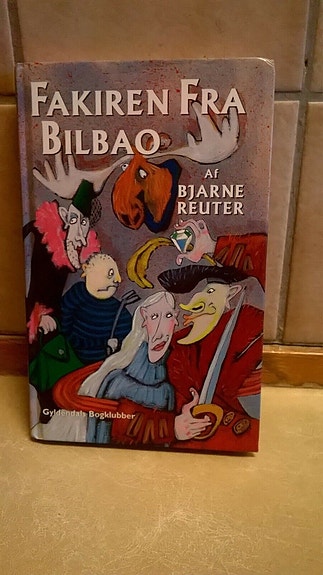 FAKIREN FRA
BILBAO
AF
BJARNE
REUTER
Gyldendals Bogklubber